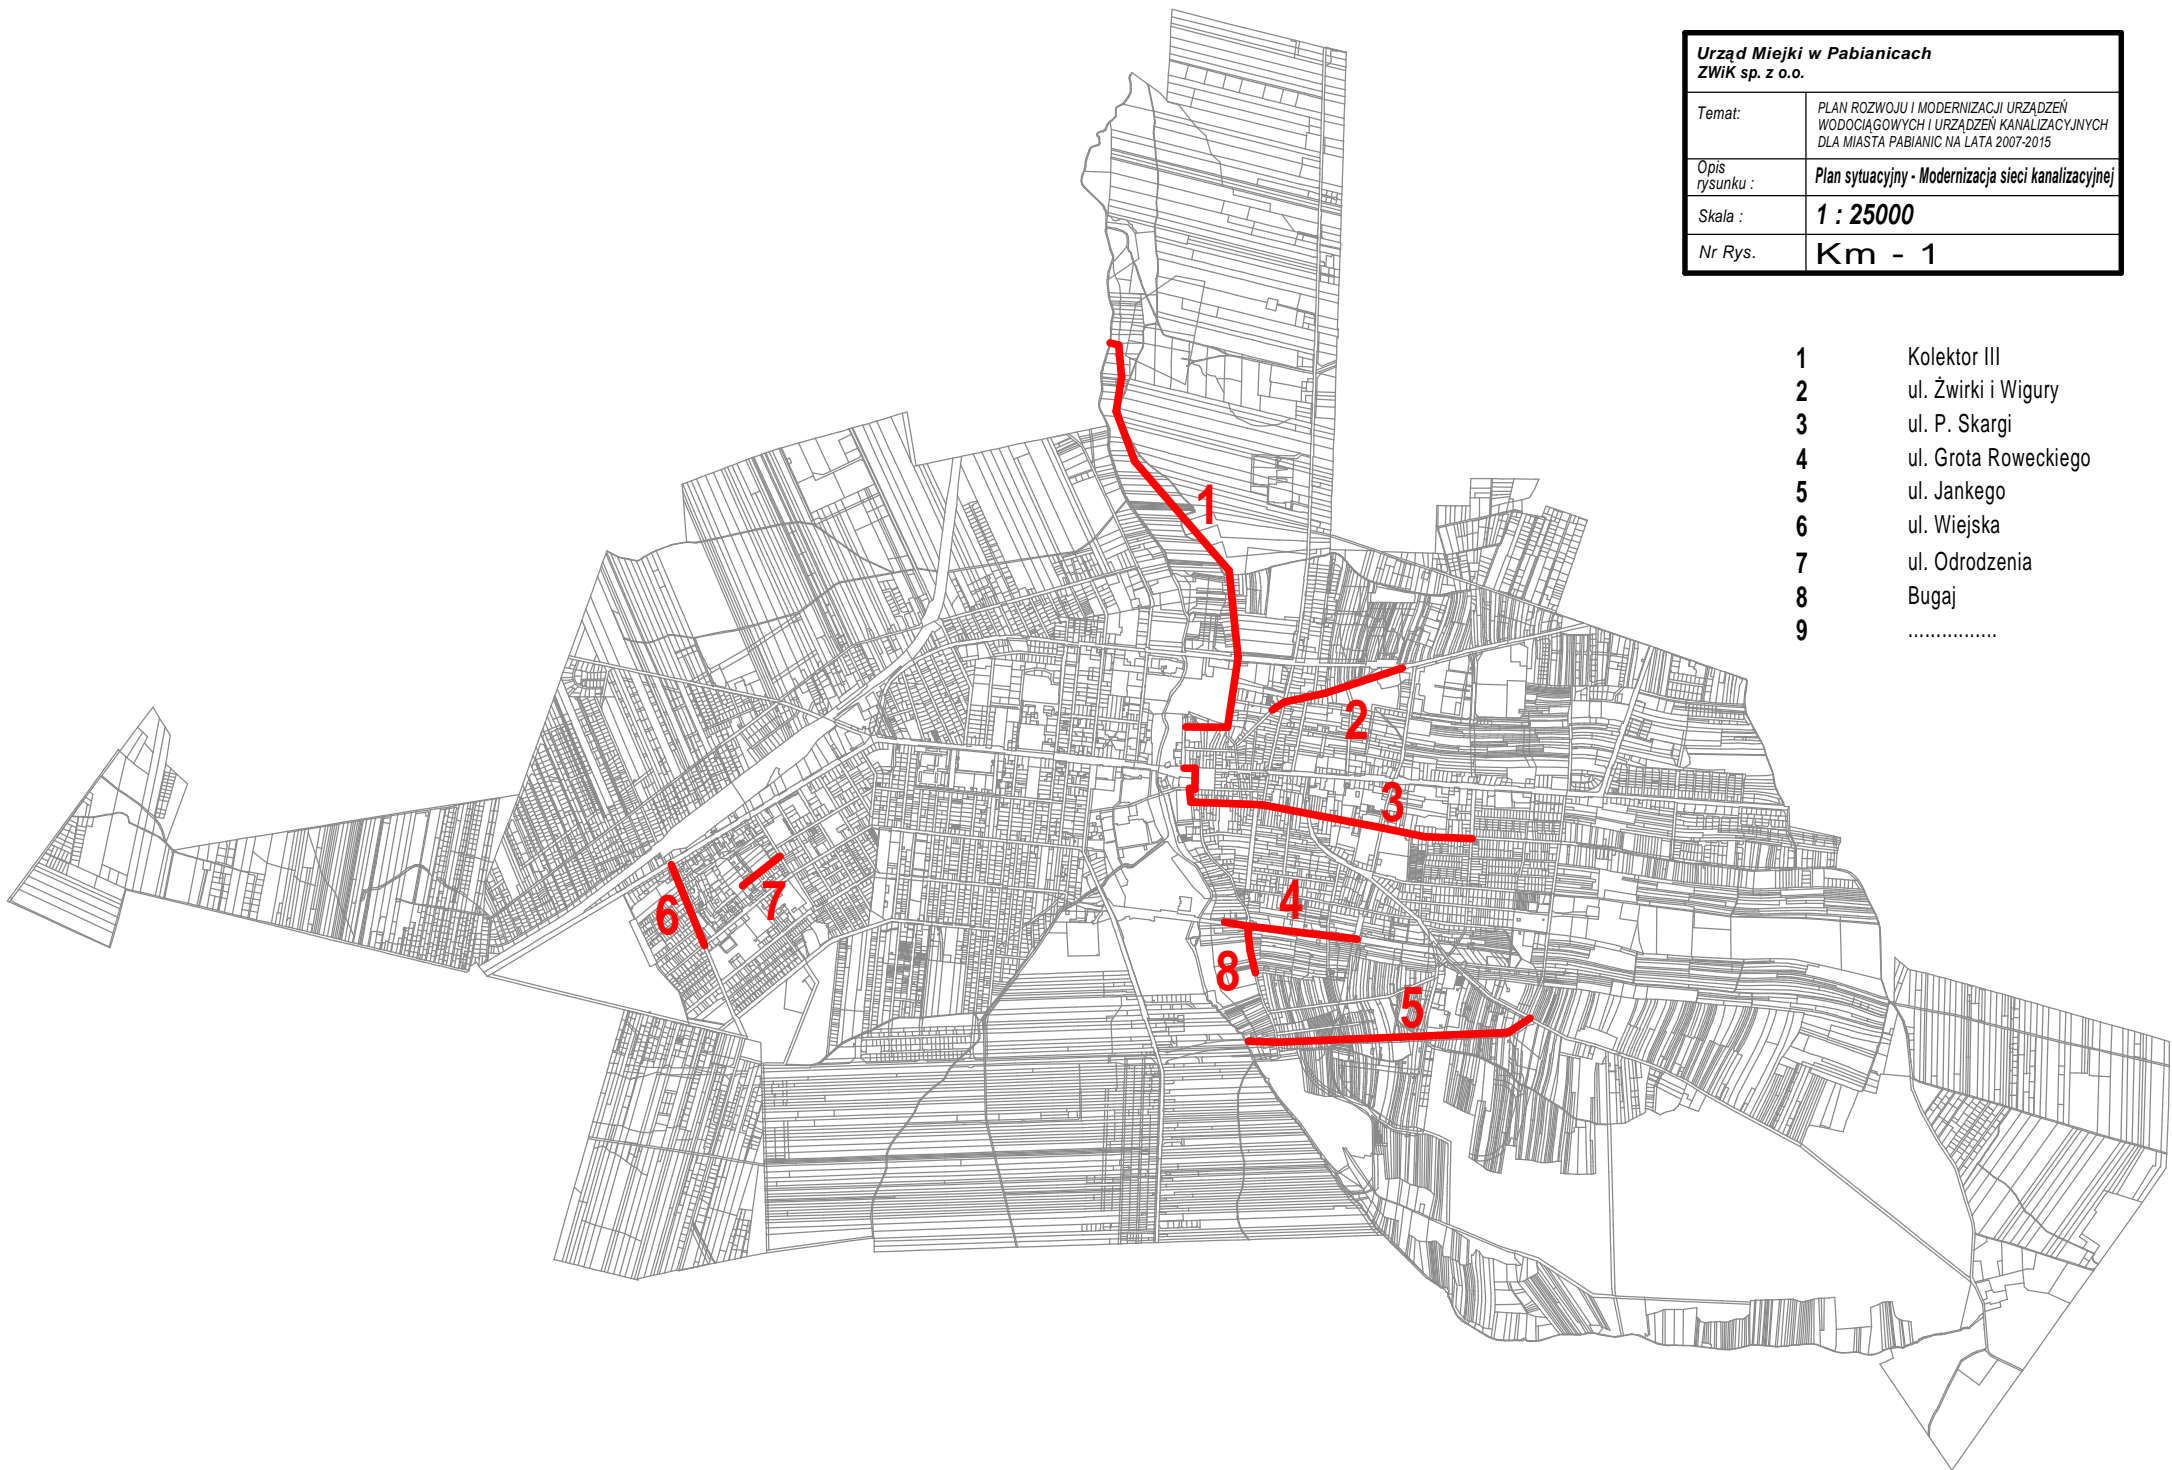 Urząd Miejki w Pabianicach
ZWiK sp. z o.o.
Temat:
PLAN ROZWOJU I MODERNIZACJI URZĄDZEŃ
WODOCIĄGOWYCH I URZĄDZEŃ KANALIZACYJNYCH
DLA MIASTA PABIANIC NA LATA 2007-2015
Opis
rysunku :
Plan sytuacyjny - Modernizacja sieci kanalizacyjnej
Skala :
1 : 25000
Nr Rys.
Km - 1
1 Kolektor III
2 ul. Żwirki i Wigury
3 ul. P. Skargi
4 ul. Grota Roweckiego
5 ul. Jankego
6 ul. Wiejska
7 ul. Odrodzenia
8 Bugaj
9 ................
1
2
3
4
6
7
8
5